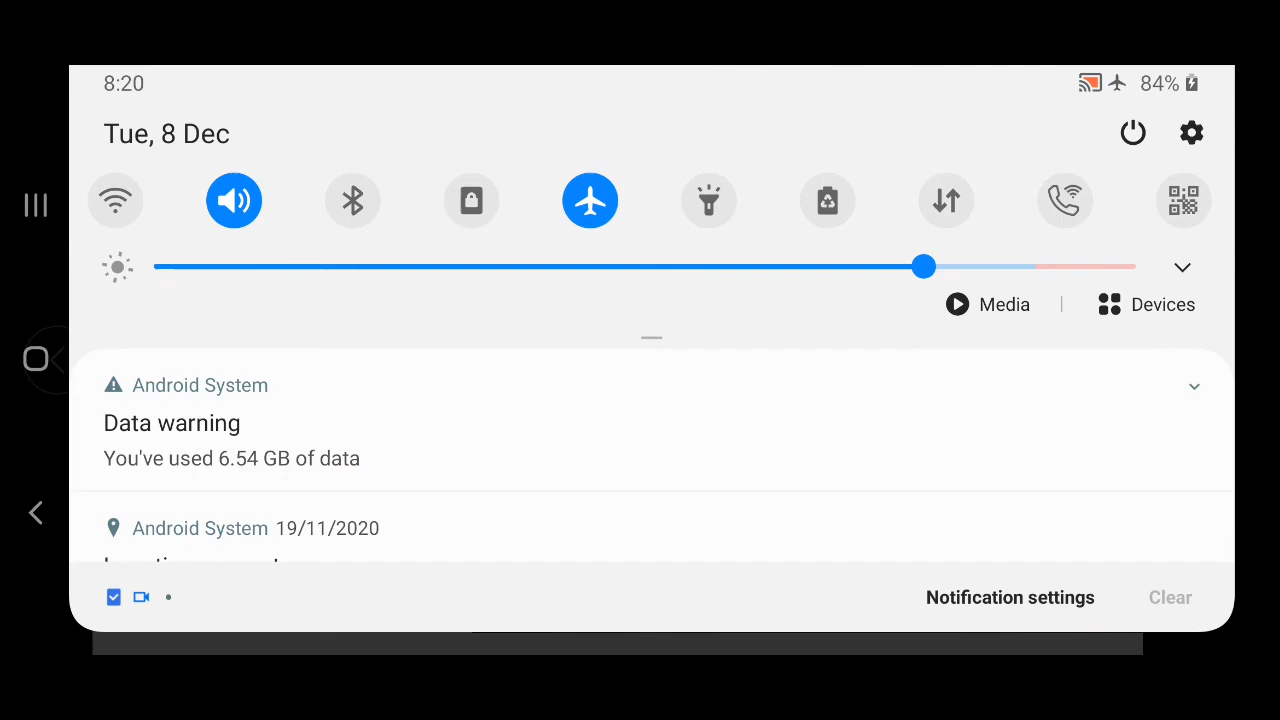 8:20
84%
Tue, 8 Dec
Media
Devices
Android System
Data warning
You've used 6.54 GB of data
Android System 19/11/2020
Notification settings
Clear